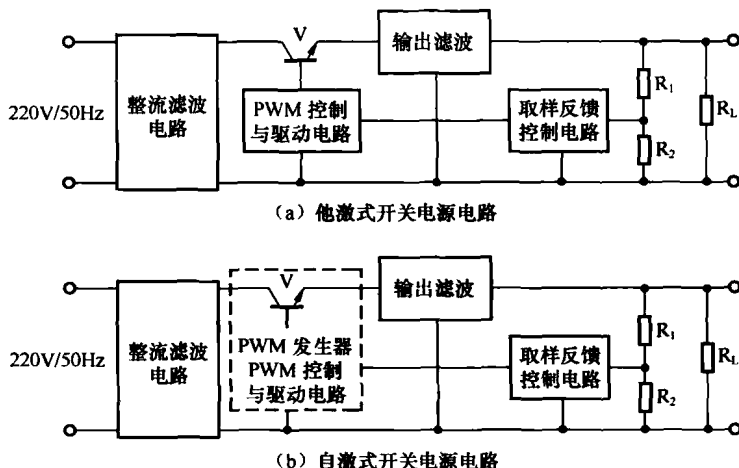 V
输出滤波
220V/50Hz
整流滤波
电路
PWM 控制
与驱动电路
取样反馈
控制电路
R1
R2
RL
（a）他激式开关电源电路
V
输出滤波
220V/50Hz
整流滤波
电路
PWM 发生器
PWM 控制
与驱动电路
取样反馈
控制电路
R1
R2
RL
（b）自激式开关电源电路